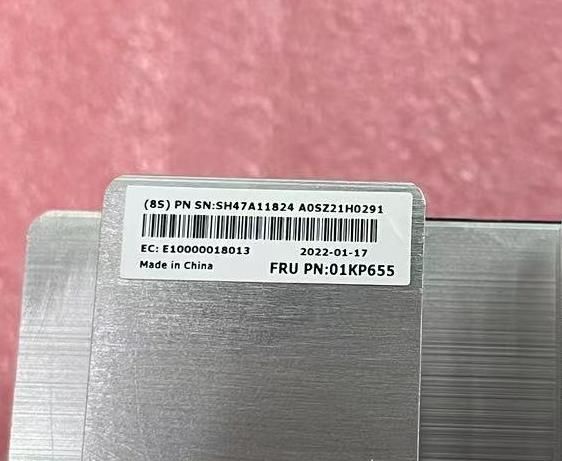 (8S) PN SN:SH47A11824 A0SZ21H0291
EC: E10000018013 2022-01-17
Made in China FRU PN:01KP655